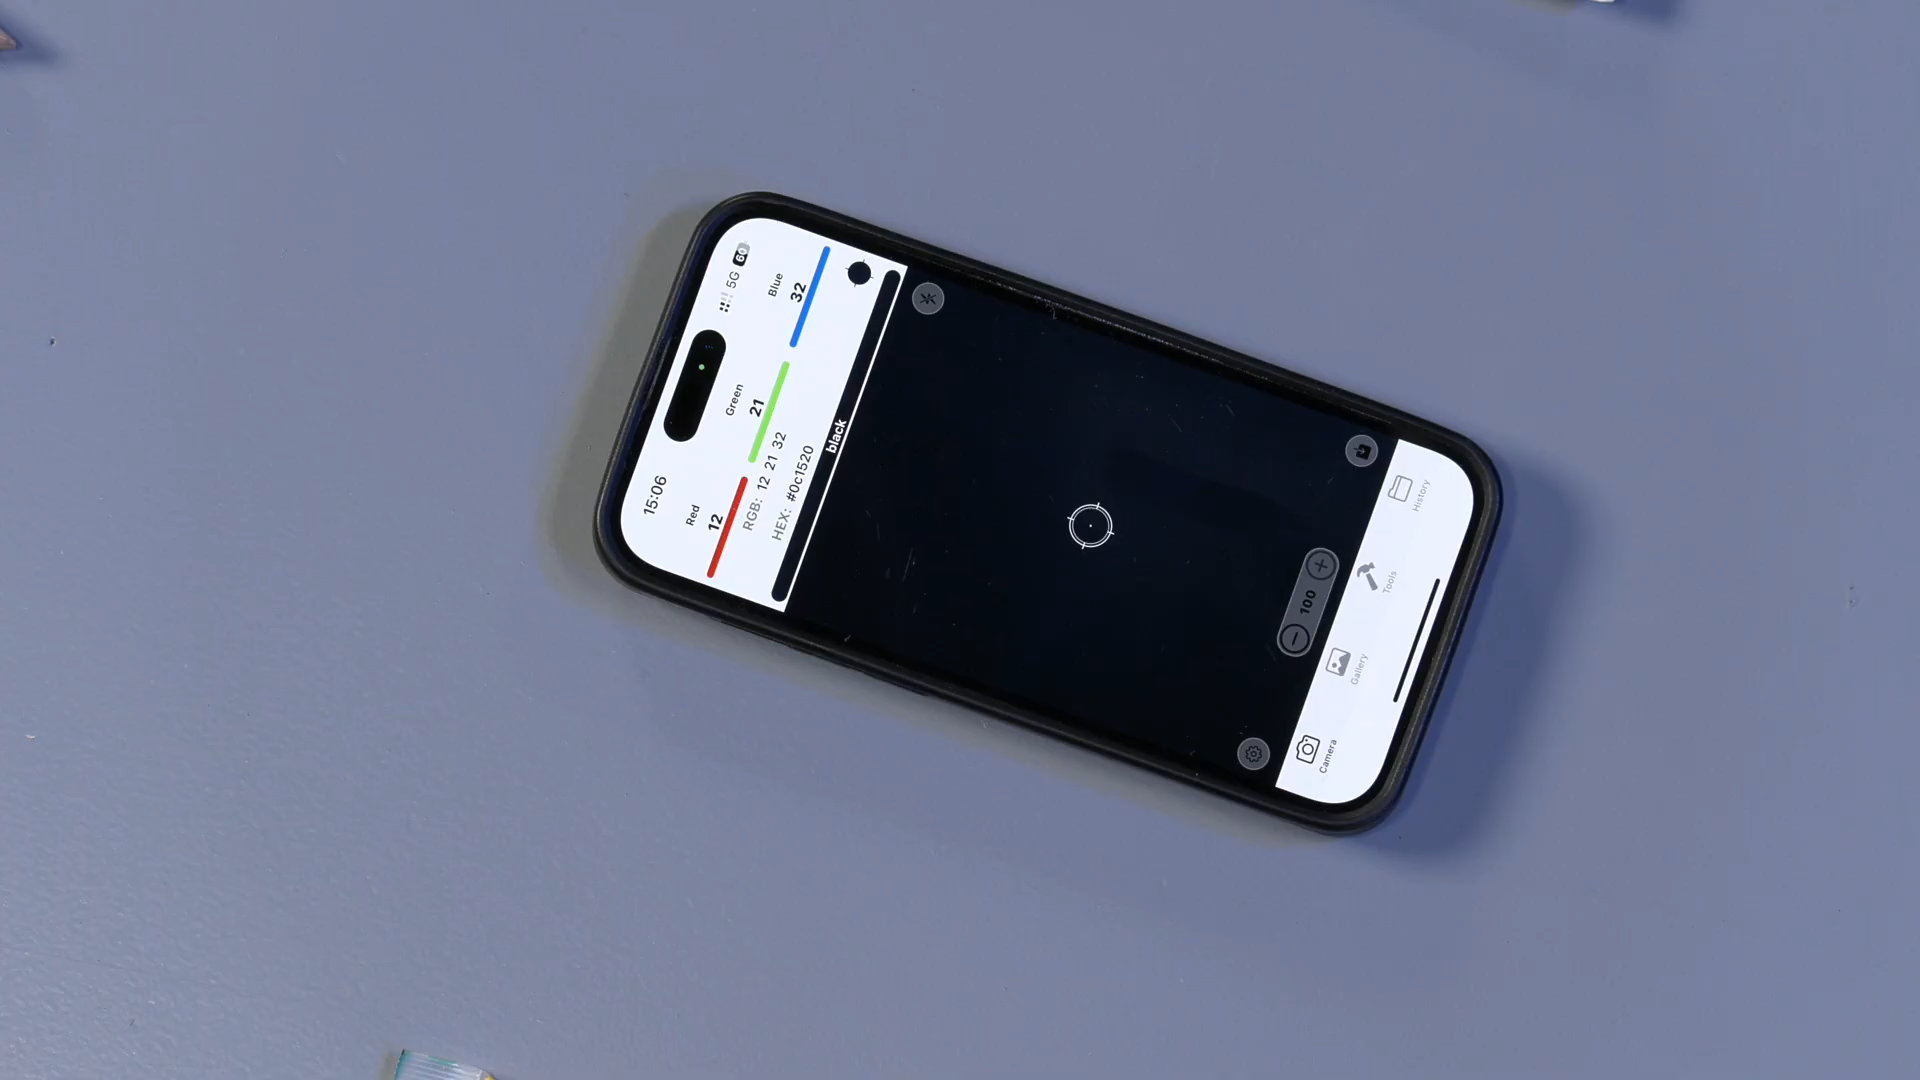 15:06
5G 60
Red Green Blue
12 21 32
RGB: 12 21 32
HEX: #0c1520
black
100
Camera Gallery Tools History